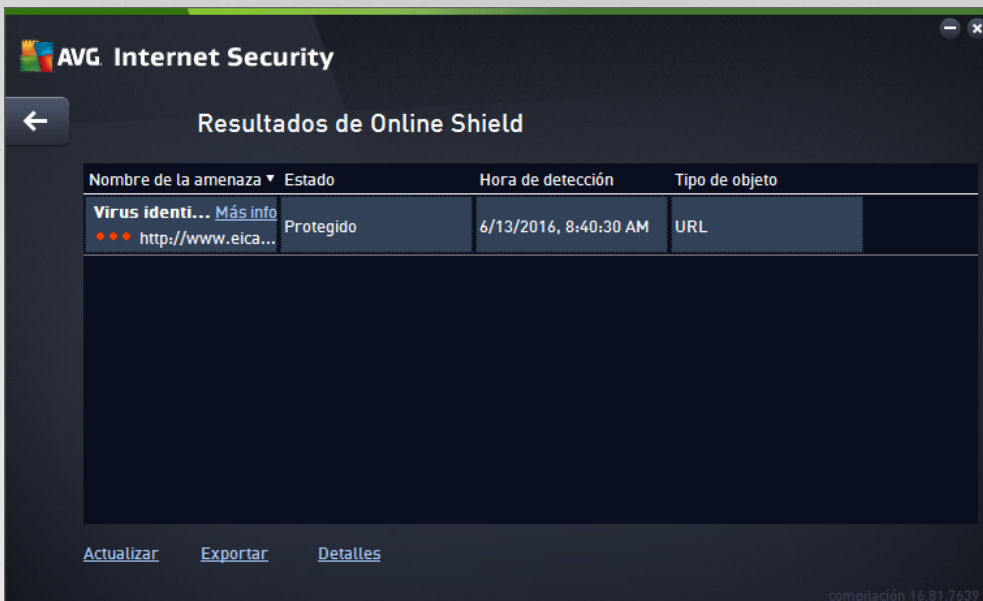 AVG Internet Security
Resultados de Online Shield
Nombre de la amenaza Estado Hora de detección Tipo de objeto
Virus identi... Más info
http://www.eica...
Protegido
6/13/2016, 8:40:30 AM
URL
Actualizar Exportar Detalles
compilación 16.81.7639